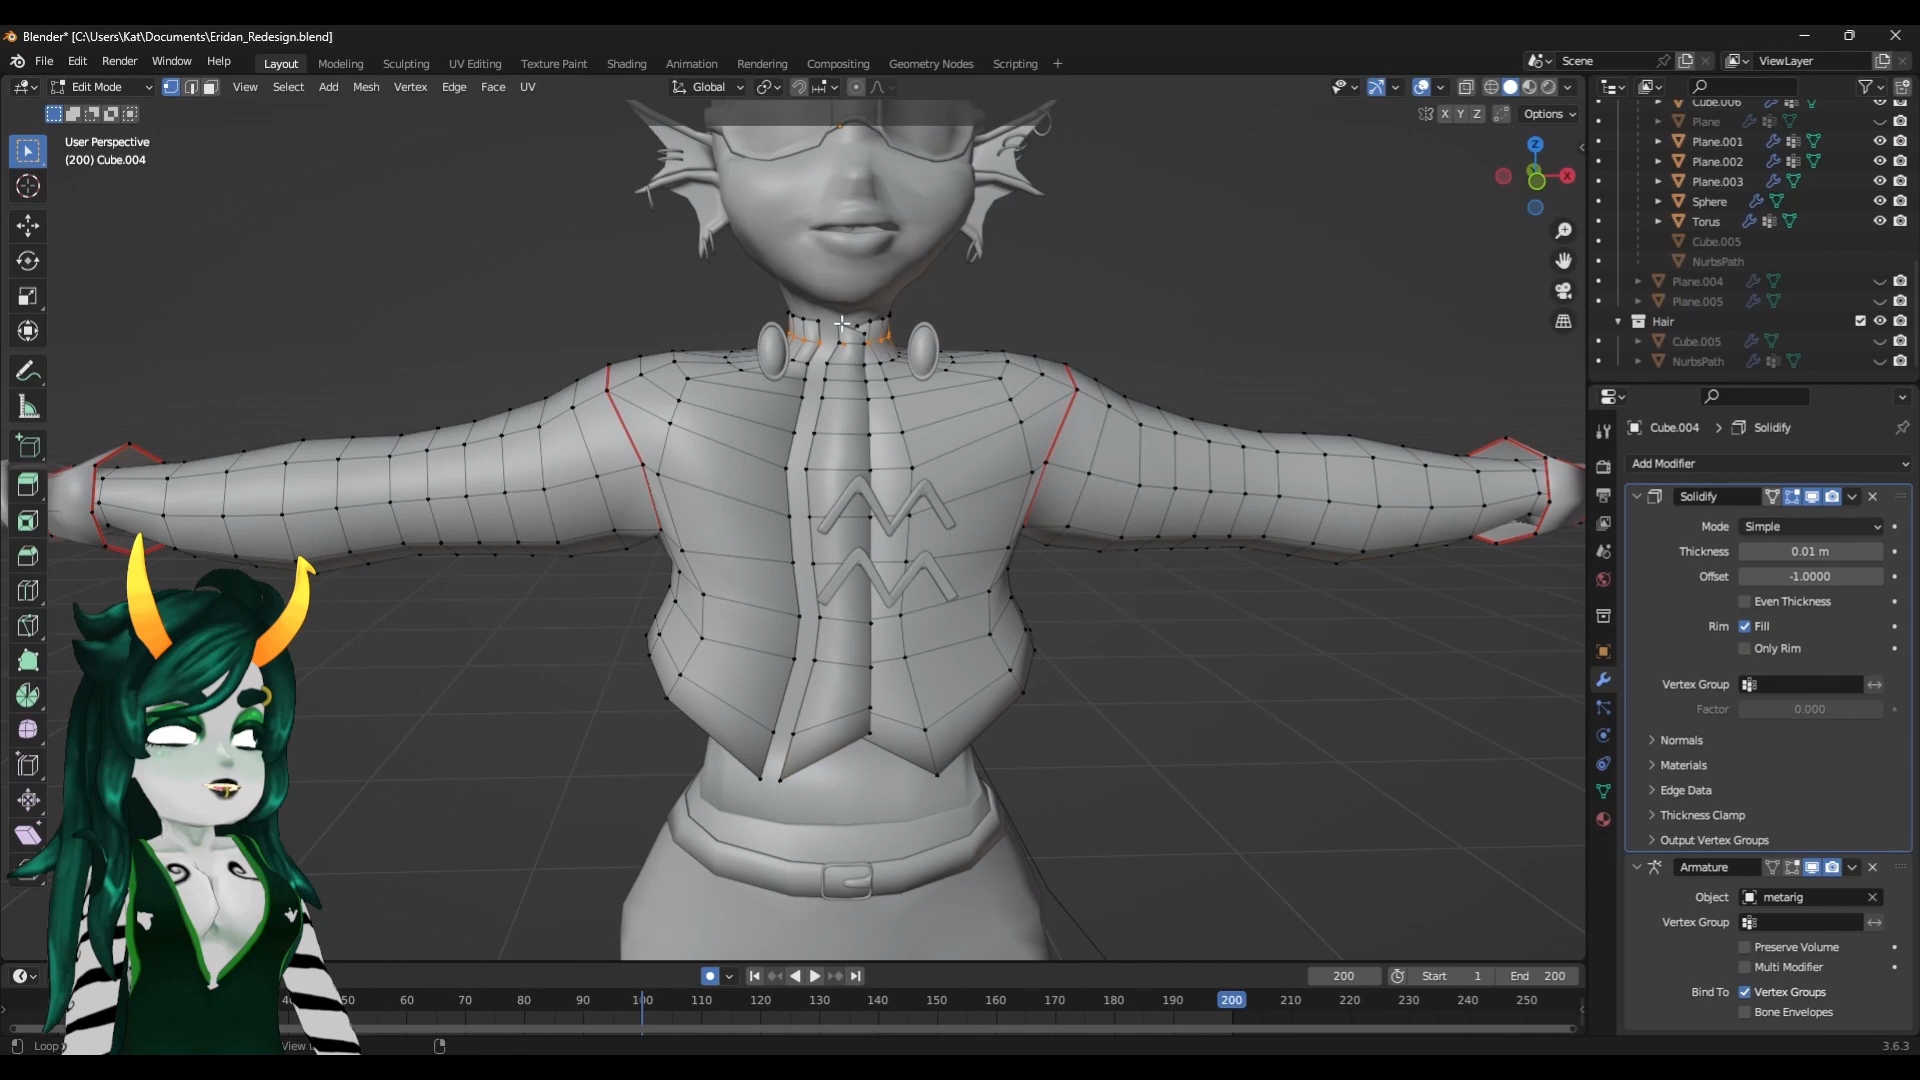 Blender* [C:\Users\Kat\Documents\Eridan_Redesign.blend]
File Edit Render Window Help Layout Modeling Sculpting UV Editing Texture Paint Shading Animation Rendering Compositing Geometry Nodes Scripting + Scene ViewLayer
Edit Mode View Select Add Mesh Vertex Edge Face UV Global
X Y Z Options
User Perspective
(200) Cube.004
Z
X
Cube.006
Plane
Plane.001
Plane.002
Plane.003
Sphere
Torus
Cube.005
NurbsPath
Plane.004
Plane.005
Hair
Cube.005
NurbsPath
Cube.004 > Solidify
Add Modifier
Solidify
Mode Simple
Thickness 0.01 m
Offset -1.0000
Even Thickness
Rim Fill
Only Rim
Vertex Group
Factor 0.000
Normals
Materials
Edge Data
Thickness Clamp
Output Vertex Groups
Armature
Object metarig
Vertex Group
Preserve Volume
Multi Modifier
Bind To Vertex Groups
Bone Envelopes
200 Start 1 End 200
50 60 70 80 90 100 110 120 130 140 150 160 170 180 190 200 210 220 230 240 250
Loop View
3.6.3